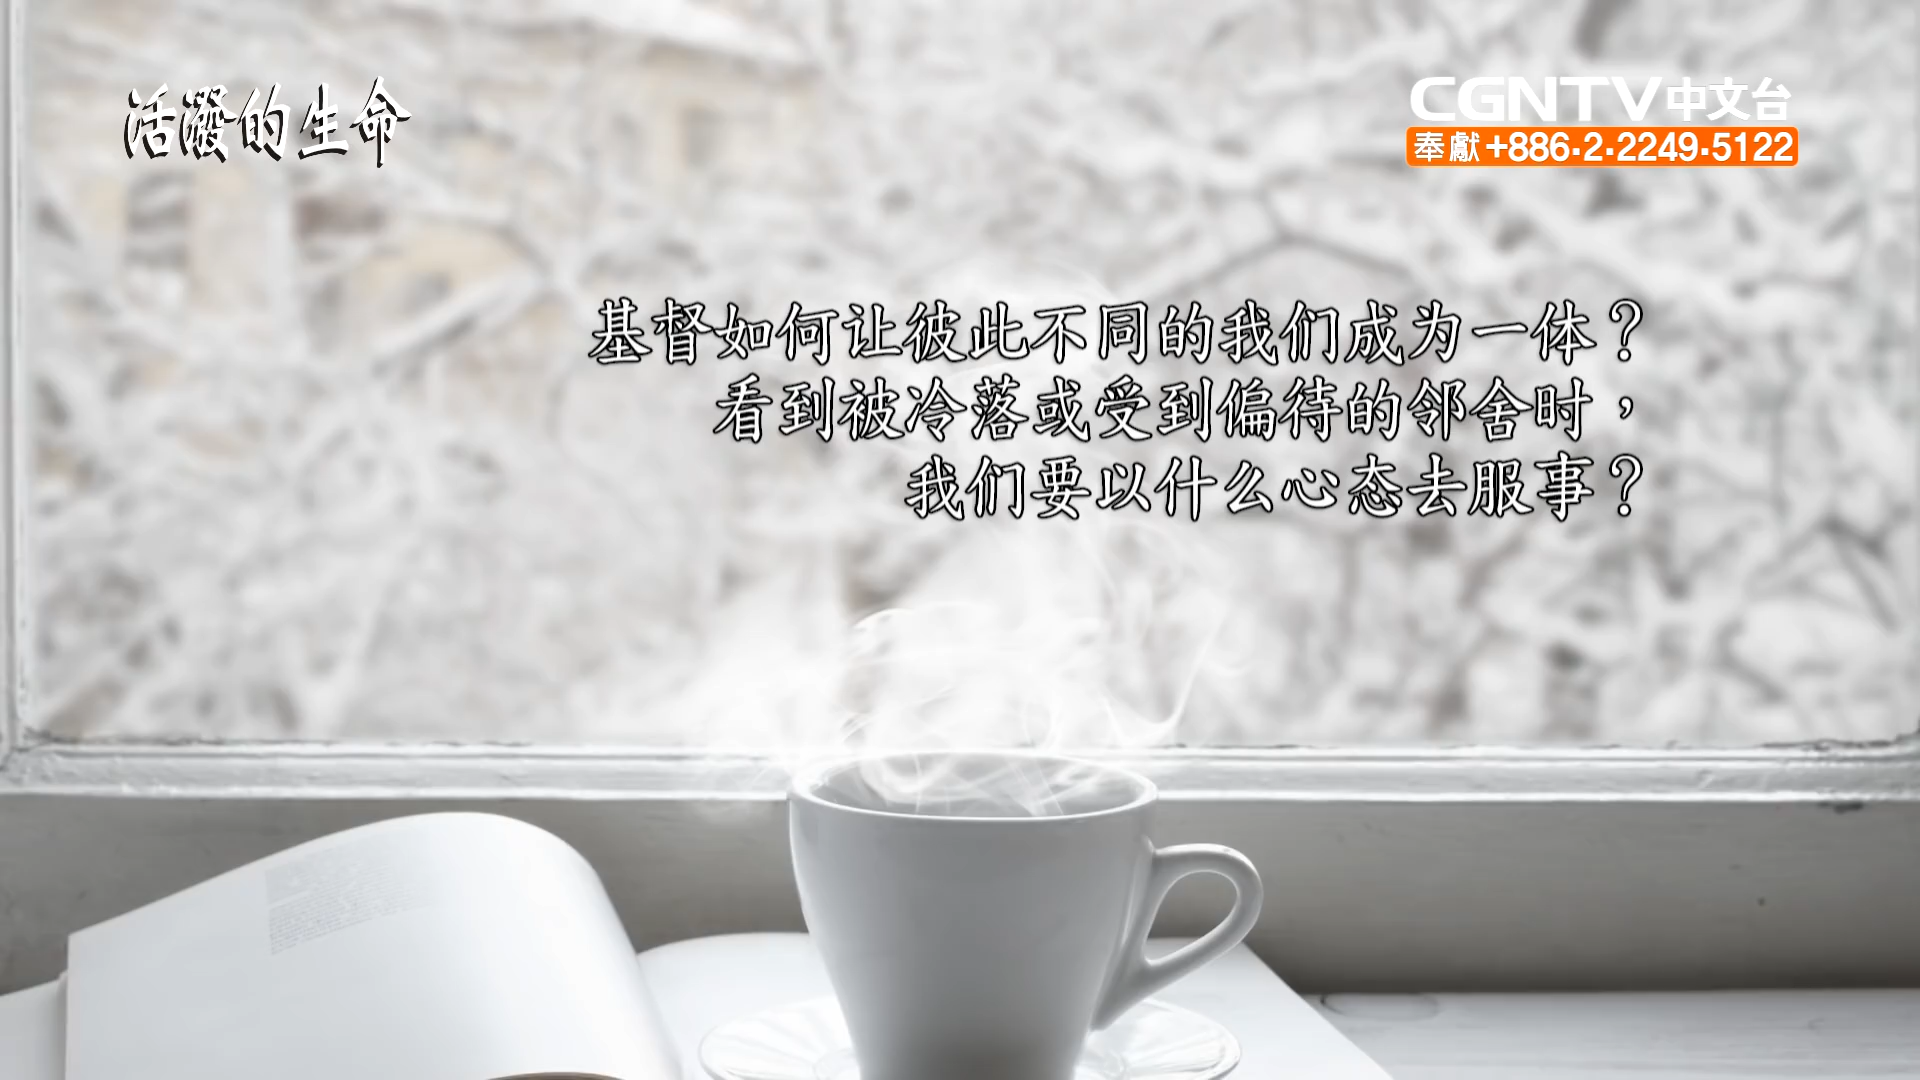 活潑的生命
CGNTV中文台
奉獻+886·2·2249·5122
基督如何让彼此不同的我们成为一体？
看到被冷落或受到偏待的邻舍时，
我们要以什么心态去服事？